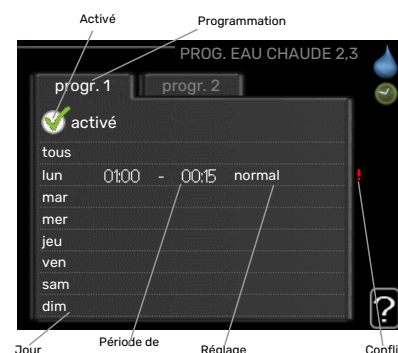 Activé
Programmation
PROG. EAU CHAUDE 2,3
progr. 1
progr. 2
activé
tous
lun 01:00 - 00:15 normal !
mar
mer
jeu
ven
sam
dim
?
Jour
Période de
Réglage
Confli